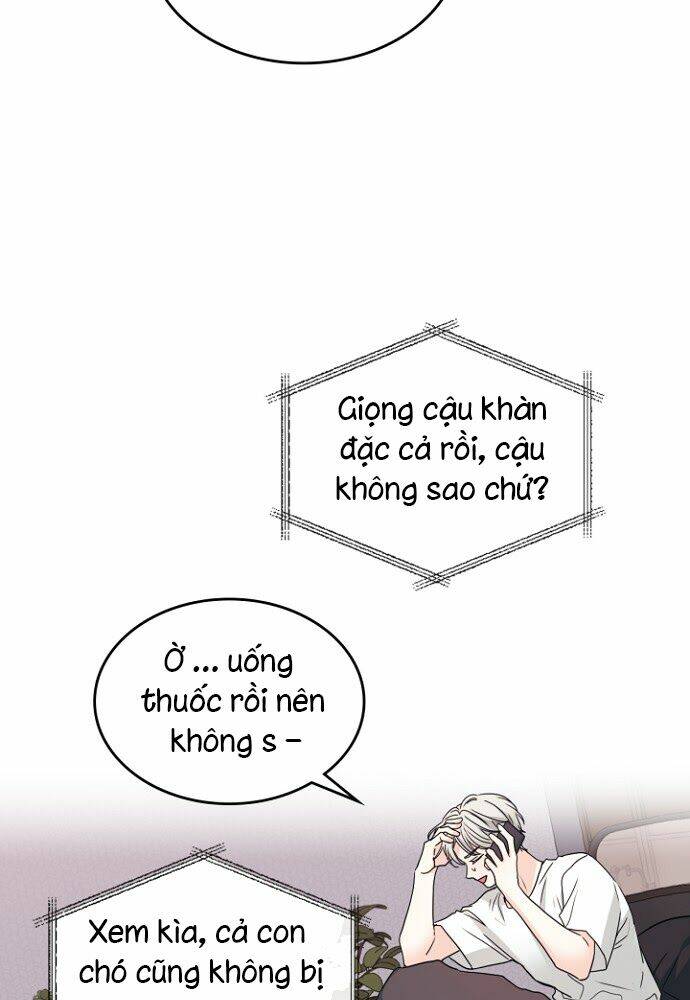 Giọng cậu khàn
đặc cả rồi, cậu
không sao chứ?
Ờ ... uống
thuốc rồi nên
không s –
Xem kìa, cả con
chó cũng không bị